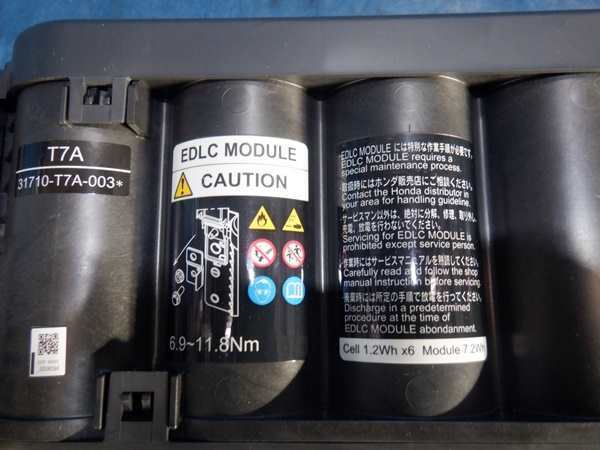 T7A
31710-T7A-003*
EDLC MODULE
CAUTION
6.9~11.8Nm
EDLC MODULE には特別な作業手順が必要です。
EDLC MODULE requires a
special maintenance process.
取扱時にはホンダ販売店にご相談ください。
Contact the Honda distributor in
your area for handling guideline.
サービスマン以外は、絶対に分解、修理、取り外し、
充電、放電を行わないでください。
Servicing for EDLC MODULE is
prohibited except service person.
作業時にはサービスマニュアルを熟読してください。
Carefully read and follow the shop
manual instruction before servicing.
廃棄時には所定の手順で放電を行ってください。
Discharge in a predetermined
procedure at the time of
EDLC MODULE abondanment.
Cell 1.2Wh x6 Module 7.2Wh